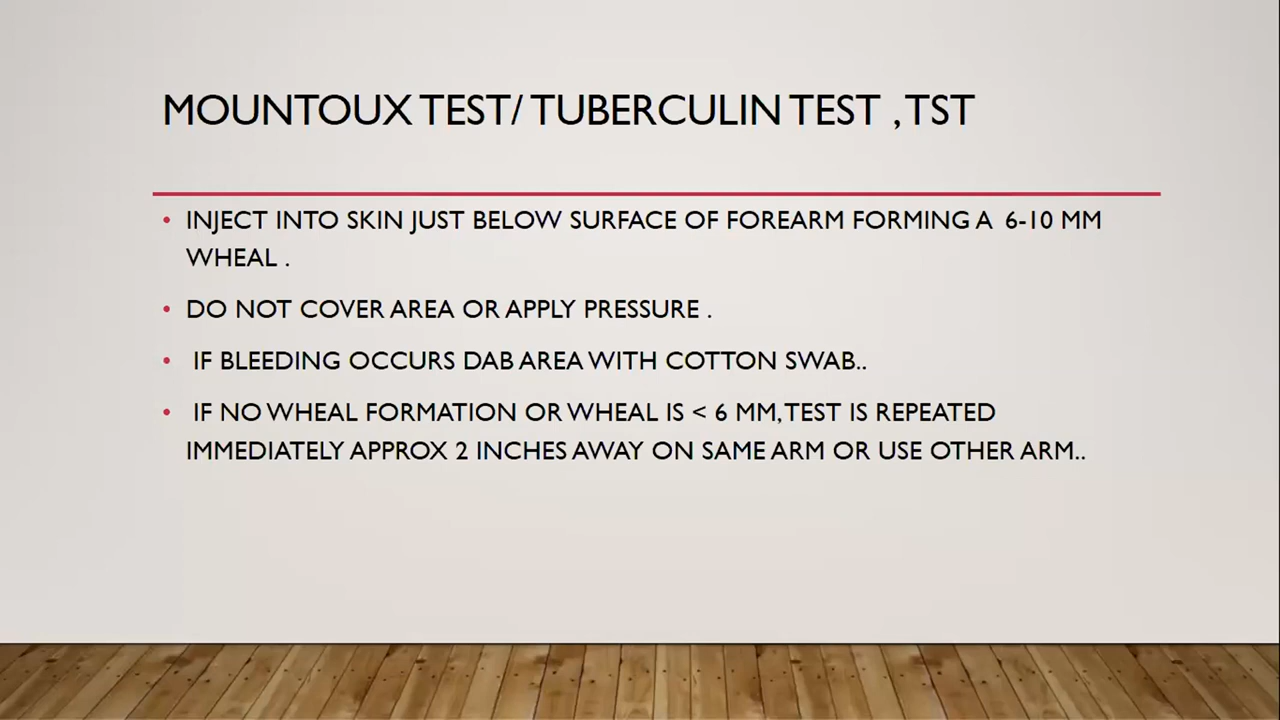 MOUNTOUX TEST/ TUBERCULIN TEST , TST
• INJECT INTO SKIN JUST BELOW SURFACE OF FOREARM FORMING A 6-10 MM
WHEAL .
• DO NOT COVER AREA OR APPLY PRESSURE .
• IF BLEEDING OCCURS DAB AREA WITH COTTON SWAB..
• IF NO WHEAL FORMATION OR WHEAL IS < 6 MM, TEST IS REPEATED
IMMEDIATELY APPROX 2 INCHES AWAY ON SAME ARM OR USE OTHER ARM..